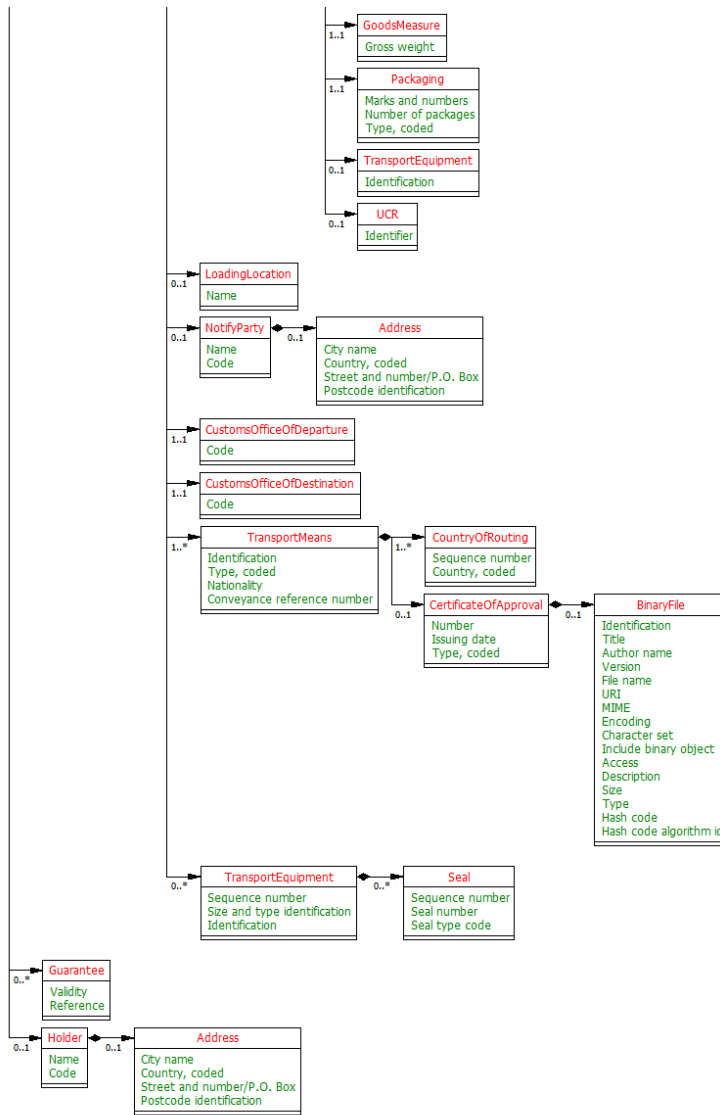 GoodsMeasure
1..1
Gross weight
Packaging
1..1
Marks and numbers
Number of packages
Type, coded
TransportEquipment
0..1
Identification
UCR
0..1
Identifier
LoadingLocation
0..1
Name
NotifyParty
0..1
Name
Code
0..1
Address
City name
Country, coded
Street and number/P.O. Box
Postcode identification
CustomsOfficeOfDeparture
1..1
Code
CustomsOfficeOfDestination
1..1
Code
TransportMeans
1..*
Identification
Type, coded
Nationality
Conveyance reference number
1..*
CountryOfRouting
Sequence number
Country, coded
0..1
CertificateOfApproval
Number
Issuing date
Type, coded
0..1
BinaryFile
Identification
Title
Author name
Version
File name
URI
MIME
Encoding
Character set
Include binary object
Access
Description
Size
Type
Hash code
Hash code algorithm
TransportEquipment
0..*
Sequence number
Size and type identification
Identification
0..*
Seal
Sequence number
Seal number
Seal type code
Guarantee
0..*
Validity
Reference
Holder
0..1
Name
Code
0..1
Address
City name
Country, coded
Street and number/P.O. Box
Postcode identification